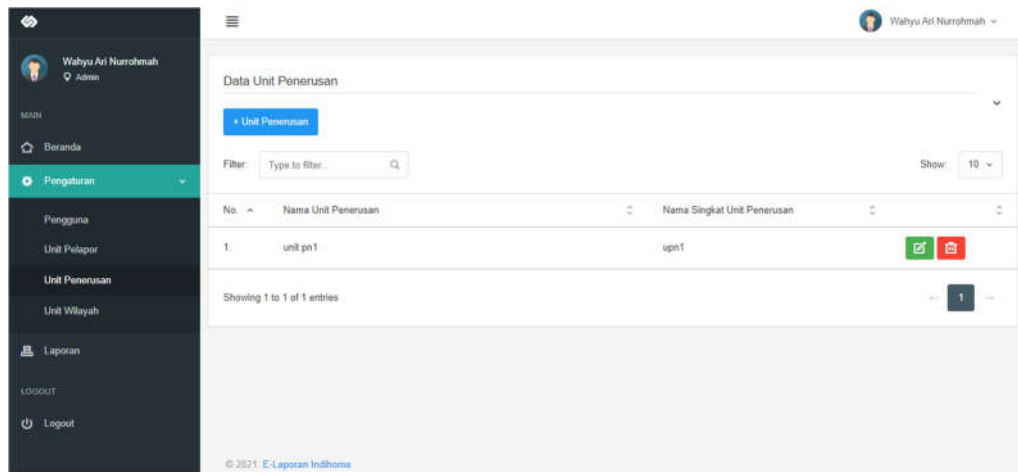 Wahyu Ari Nurrohmah
Wahyu Ari Nurrohmah
Admin
MAIN
Beranda
Pengaturan
Pengguna
Unit Pelapor
Unit Penerusan
Unit Wilayah
Laporan
LOGOUT
Logout
Data Unit Penerusan
+ Unit Penerusan
Filter: Type to filter... Show: 10
No. Nama Unit Penerusan Nama Singkat Unit Penerusan
1. unit pn1 upn1
Showing 1 to 1 of 1 entries ← 1 →
© 2021. E-Laporan Indihome